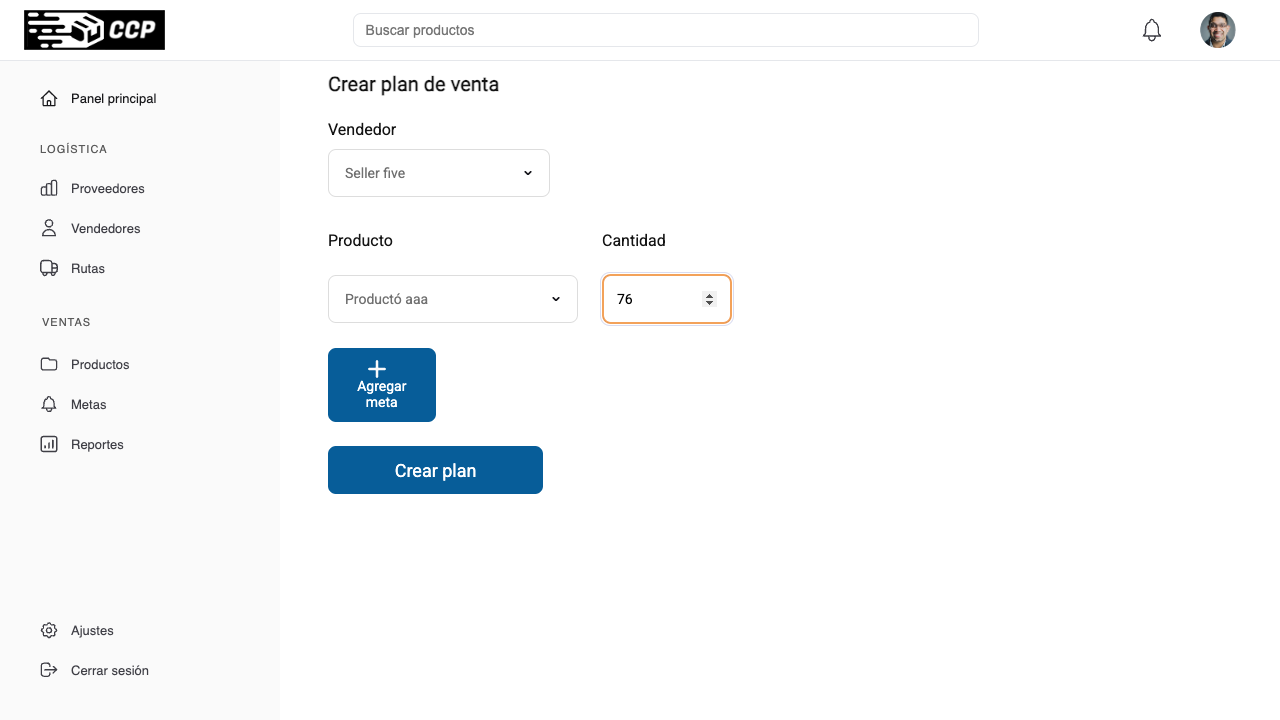 CCP
Buscar productos
Panel principal
LOGÍSTICA
Proveedores
Vendedores
Rutas
VENTAS
Productos
Metas
Reportes
Ajustes
Cerrar sesión
Crear plan de venta
Vendedor
Seller five
Producto
Cantidad
Productó aaa
76
Agregar
meta
Crear plan